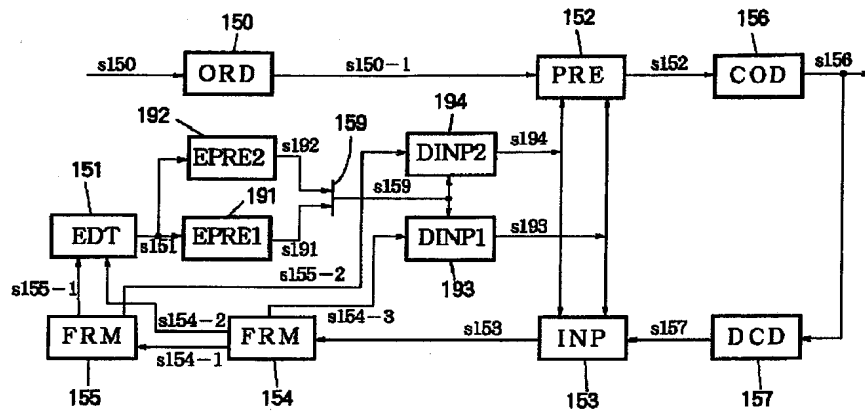 150
152
156
s150
ORD
s150-1
PRE
s152
COD
s156
192
159
194
EPRE2
s192
DINP2
s194
151
191
s159
EDT
s151
EPRE1
s191
DINP1
s193
s155-2
193
s155-1
s154-2
s154-3
FRM
s154-1
FRM
s153
INP
s157
DCD
155
154
153
157